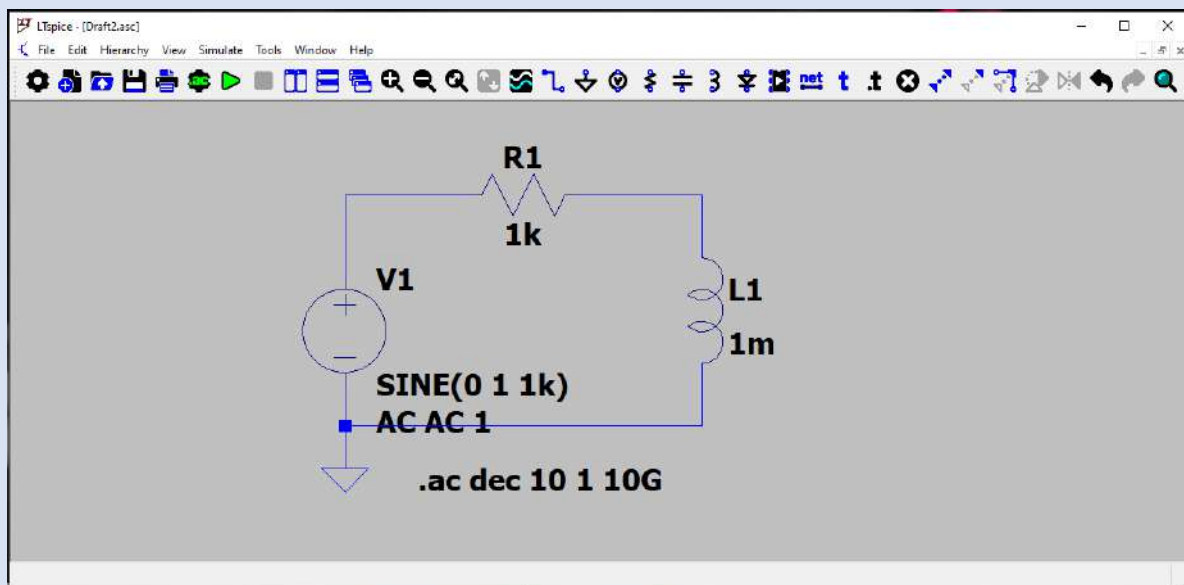 LTspice - [Draft2.asc]
File Edit Hierarchy View Simulate Tools Window Help
net t .t
R1
1k
V1
L1
1m
SINE(0 1 1k)
AC AC 1
.ac dec 10 1 10G